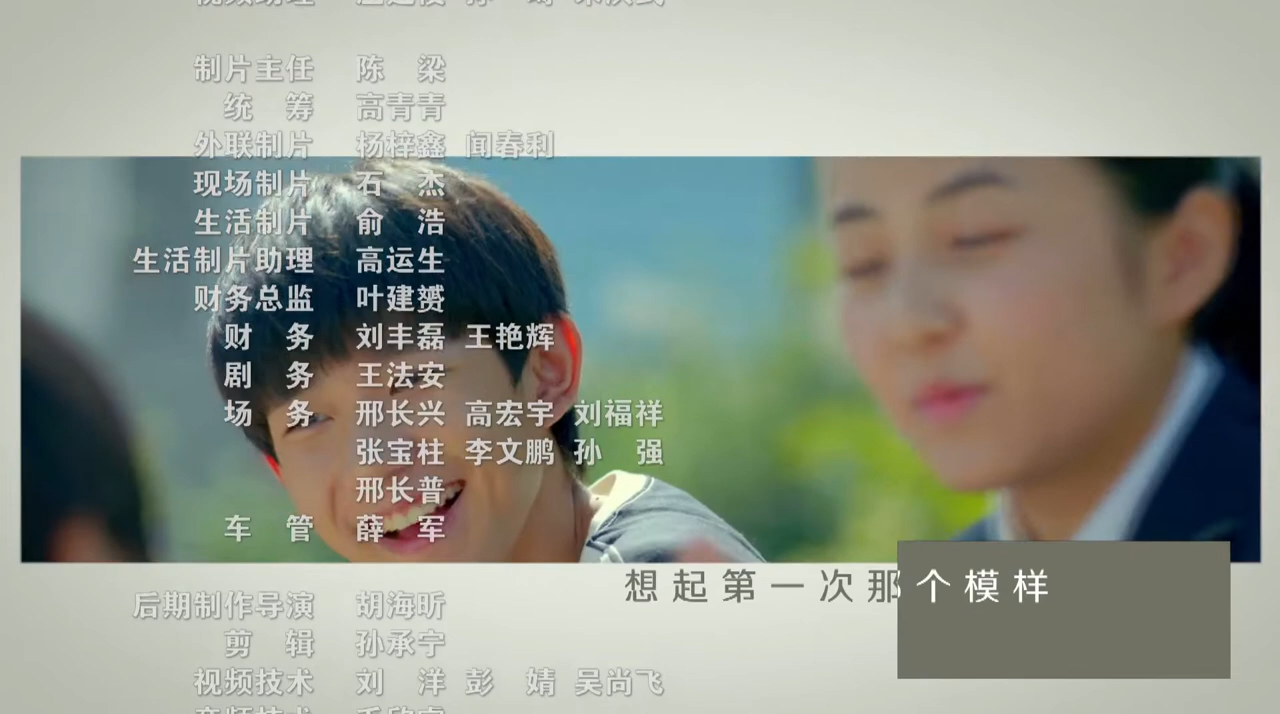 制片主任 陈 梁
统 筹 高青青
外联制片 杨梓鑫 闻春利
现场制片 石 杰
生活制片 俞 浩
生活制片助理 高运生
财务总监 叶建赟
财 务 刘丰磊 王艳辉
剧 务 王法安
场 务 邢长兴 高宏宇 刘福祥
张宝柱 李文鹏 孙 强
邢长普
车 管 薛 军
想起第一次那个模样
后期制作导演 胡海昕
剪 辑 孙承宁
视频技术 刘 洋 彭 婧 吴尚飞